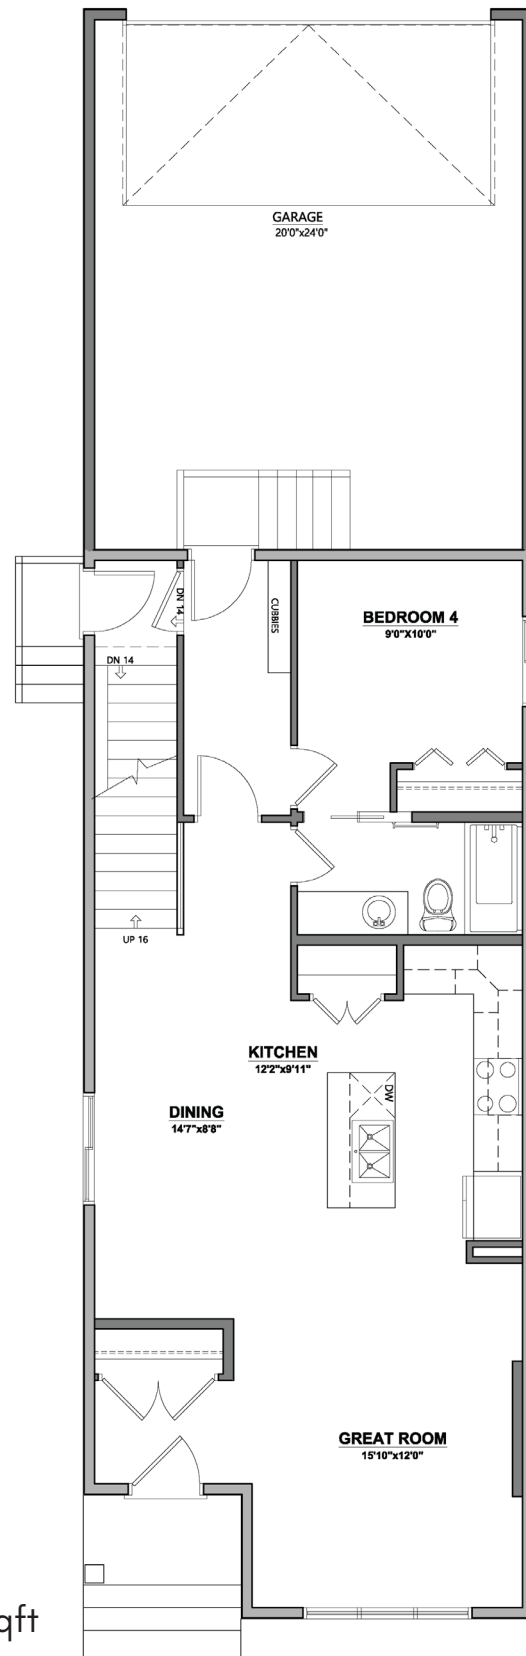 GARAGE
20'0"x24'0"
DN 14
CUBBIES
BEDROOM 4
9'0"X10'0"
DN 14
UP 16
KITCHEN
12'2"x9'11"
DW
DINING
14'7"x8'8"
GREAT ROOM
15'10"x12'0"
qft